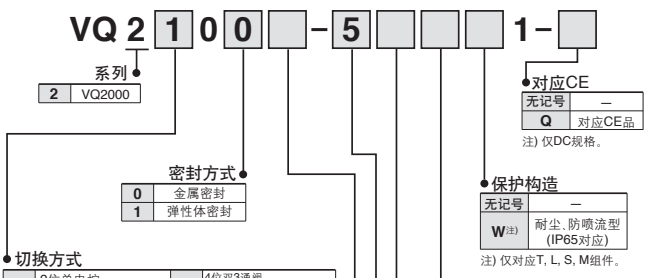 VQ 2 1 0 0 - 5 1 -
系列
2 VQ2000
对应CE
无记号 —
Q 对应CE品
注) 仅DC规格。
密封方式
0 金属密封
1 弹性体密封
保护构造
无记号 —
W注) 耐尘、防喷流型
(IP65对应)
注) 仅对应T, L, S, M组件。
切换方式